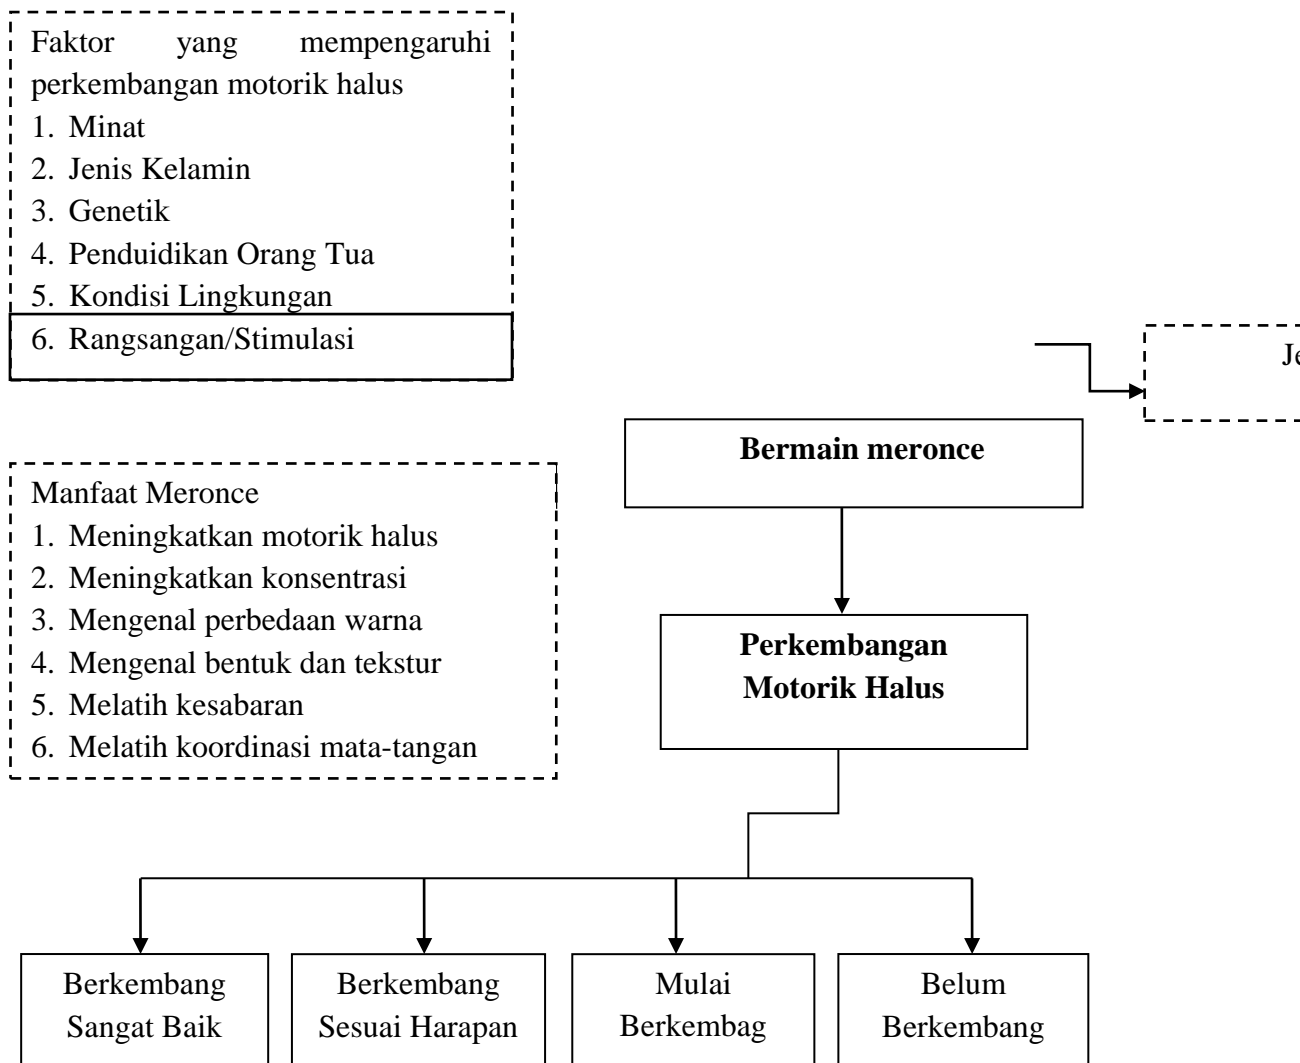 Faktor yang mempengaruhi
perkembangan motorik halus
1. Minat
2. Jenis Kelamin
3. Genetik
4. Penduidikan Orang Tua
5. Kondisi Lingkungan
6. Rangsangan/Stimulasi
Bermain meronce
Manfaat Meronce
1. Meningkatkan motorik halus
2. Meningkatkan konsentrasi
3. Mengenal perbedaan warna
4. Mengenal bentuk dan tekstur
5. Melatih kesabaran
6. Melatih koordinasi mata-tangan
Perkembangan
Motorik Halus
Berkembang
Sangat Baik
Berkembang
Sesuai Harapan
Mulai
Berkembag
Belum
Berkembang